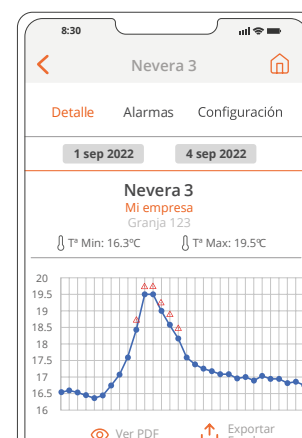 8:30
Nevera 3
Detalle Alarmas Configuración
1 sep 2022 4 sep 2022
Nevera 3
Mi empresa
Granja 123
Tª Min: 16.3ºC Tª Max: 19.5ºC
20
19.5
19
18.5
18
17.5
17
16.5
16
Ver PDF Exportar